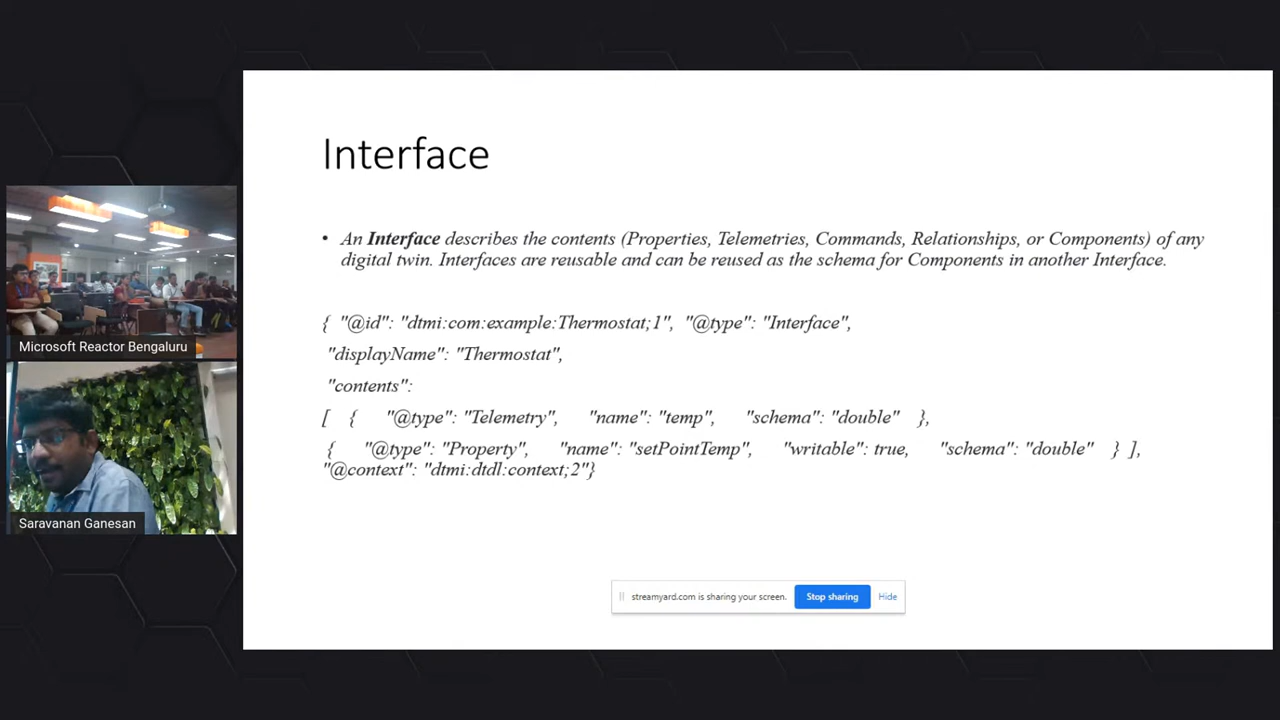 Interface
• An Interface describes the contents (Properties, Telemetries, Commands, Relationships, or Components) of any
digital twin. Interfaces are reusable and can be reused as the schema for Components in another Interface.
{ "@id": "dtmi:com:example:Thermostat;1", "@type": "Interface",
"displayName": "Thermostat",
"contents":
[ { "@type": "Telemetry", "name": "temp", "schema": "double" },
{ "@type": "Property", "name": "setPointTemp", "writable": true, "schema": "double" } ],
"@context": "dtmi:dtdl:context;2"}
Microsoft Reactor Bengaluru
Saravanan Ganesan
streamyard.com is sharing your screen. Stop sharing Hide